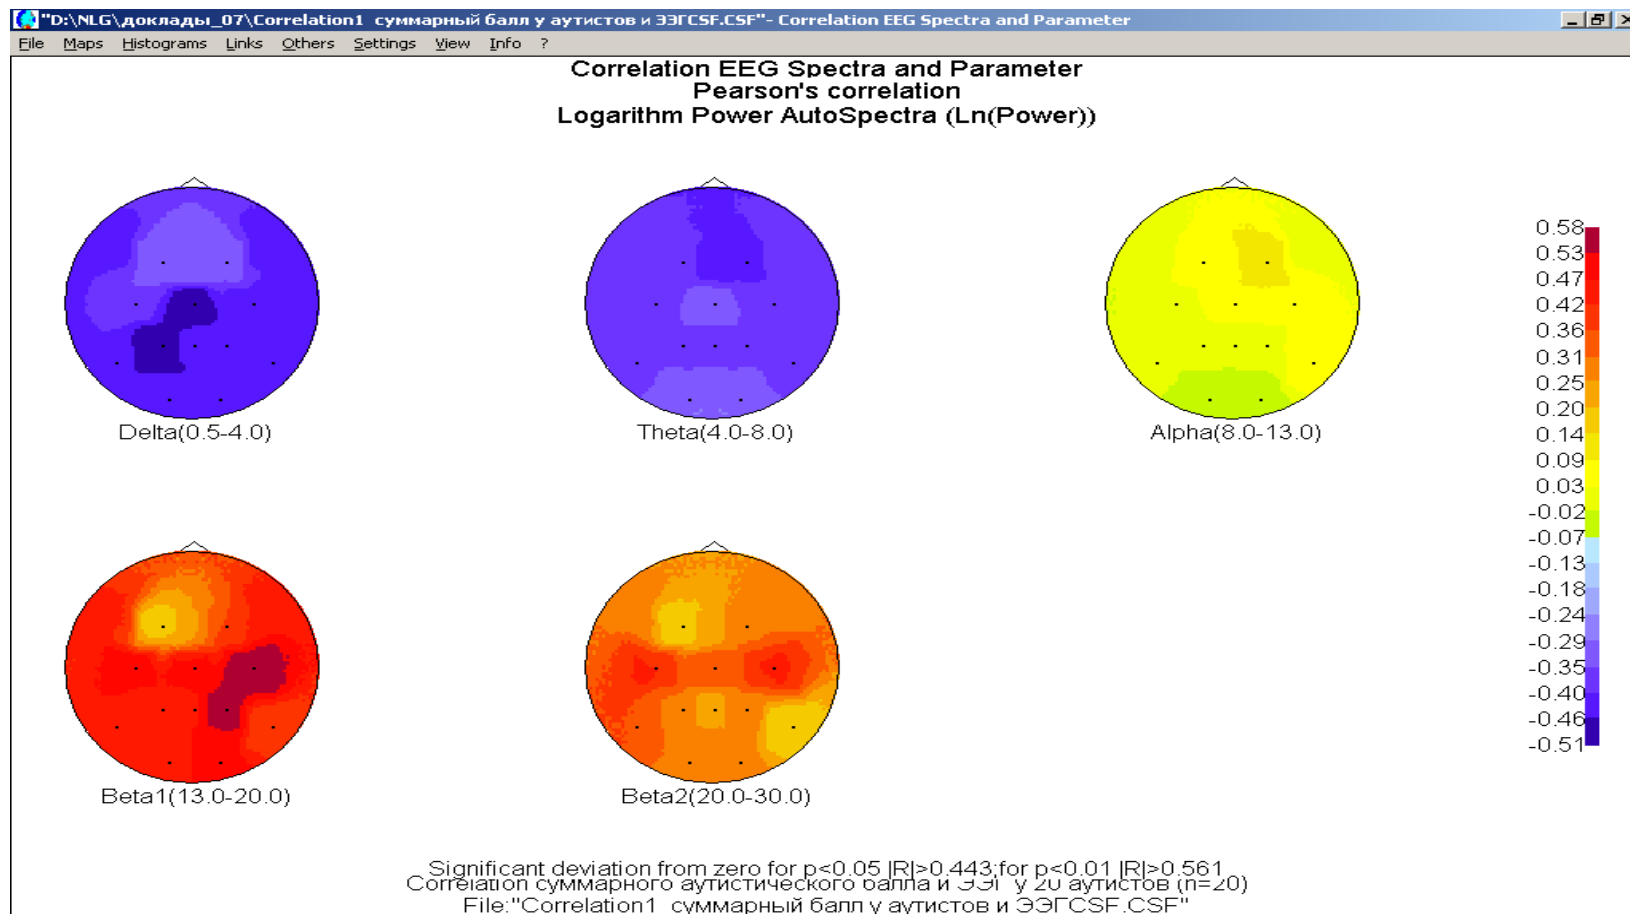 "D:\NLG\доклады_07\Correlation1 суммарный балл у аутистов и ЭЭГCSF.CSF"- Correlation EEG Spectra and Parameter
File Maps Histograms Links Others Settings View Info ?
Correlation EEG Spectra and Parameter
Pearson's correlation
Logarithm Power AutoSpectra (Ln(Power))
Delta(0.5-4.0)
Theta(4.0-8.0)
Alpha(8.0-13.0)
0.58
0.53
0.47
0.42
0.36
0.31
0.25
0.20
0.14
0.09
0.03
-0.02
-0.07
-0.13
-0.18
-0.24
-0.29
-0.35
-0.40
-0.46
-0.51
Beta1(13.0-20.0)
Beta2(20.0-30.0)
Significant deviation from zero for p<0.05 |R|>0.443;for p<0.01 |R|>0.561
Correlation суммарного аутистического балла и ЭЭГ у 20 аутистов (n=20)
File:"Correlation1 суммарный балл у аутистов и ЭЭГCSF.CSF"